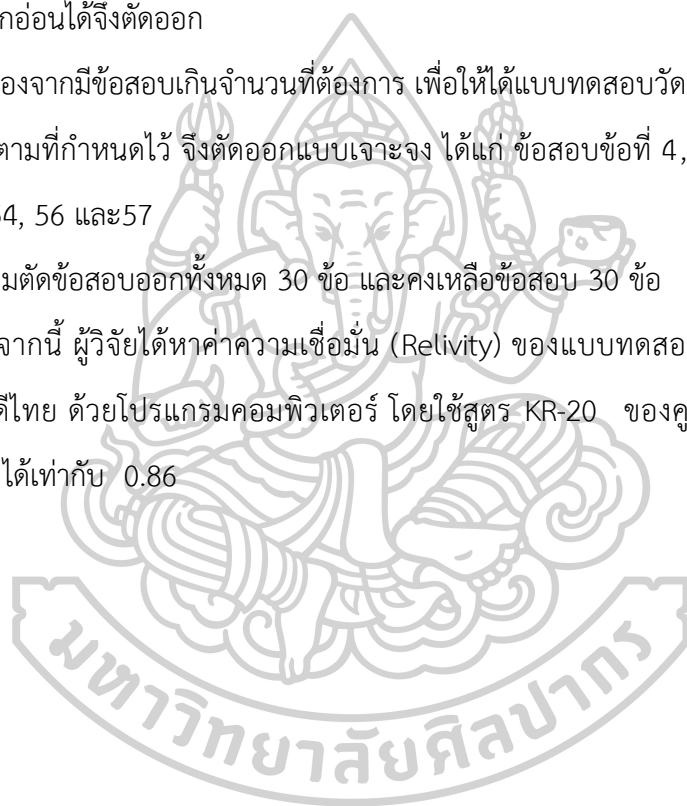 กอ่อนได้จึงตัดออก
องจากมีข้อสอบเกินจำนวนที่ต้องการ เพื่อให้ได้แบบทดสอบวัด
ตามที่กำหนดไว้ จึงตัดออกแบบเจาะจง ได้แก่ ข้อสอบข้อที่ 4,
4, 56 และ57
มตัดข้อสอบออกทั้งหมด 30 ข้อ และคงเหลือข้อสอบ 30 ข้อ
จากนี้ ผู้วิจัยได้หาค่าความเชื่อมั่น (Relivity) ของแบบทดสอ
ดีไทย ด้วยโปรแกรมคอมพิวเตอร์ โดยใช้สูตร KR-20 ของคู
ได้เท่ากับ 0.86
มหาวิทยาลัยศิลปากร